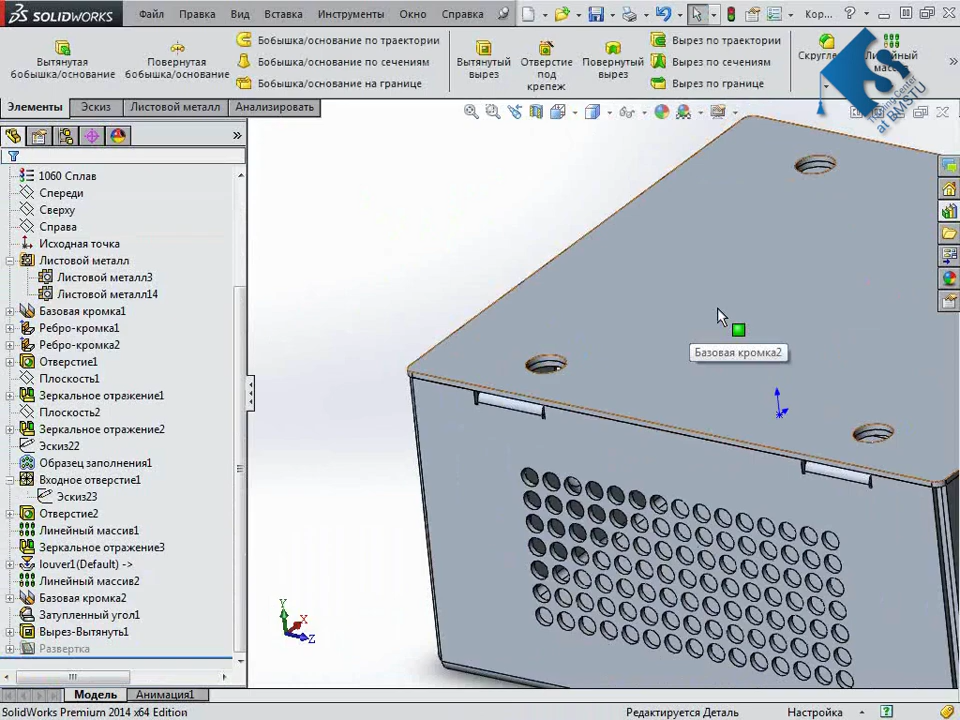 SOLIDWORKS Файл Правка Вид Вставка Инструменты Окно Справка Кор... ?
Вытянутая бобышка/основание
Повернутая бобышка/основание
Бобышка/основание по траектории
Бобышка/основание по сечениям
Бобышка/основание на границе
Вытянутый вырез
Отверстие под крепеж
Повернутый вырез
Вырез по траектории
Вырез по сечениям
Вырез по границе
Скругле
Линейный масси
Training Center
at BMSTU
Элементы Эскиз Листовой металл Анализировать
1060 Сплав
Спереди
Сверху
Справа
Исходная точка
Листовой металл
Листовой металл3
Листовой металл14
Базовая кромка1
Ребро-кромка1
Ребро-кромка2
Отверстие1
Плоскость1
Зеркальное отражение1
Плоскость2
Зеркальное отражение2
Эскиз22
Образец заполнения1
Входное отверстие1
Эскиз23
Отверстие2
Линейный массив1
Зеркальное отражение3
louver1(Default) ->
Линейный массив2
Базовая кромка2
Затупленный угол1
Вырез-Вытянуть1
Развертка
Базовая кромка2
Y
X
Z
Модель Анимация1
SolidWorks Premium 2014 x64 Edition Редактируется Деталь Настройка ?